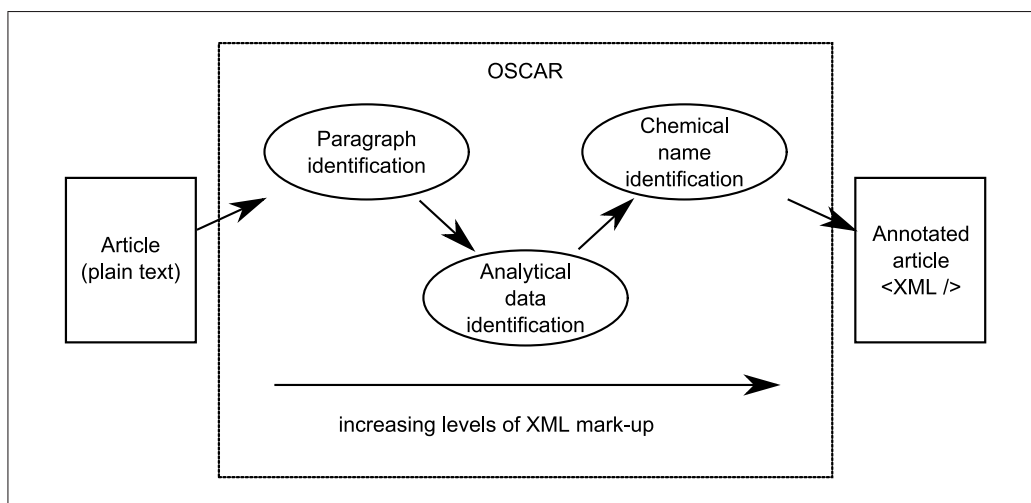 OSCAR
Paragraph
identification
Chemical
name
identification
Article
(plain text)
Analytical
data
identification
Annotated
article
<XML />
increasing levels of XML mark-up